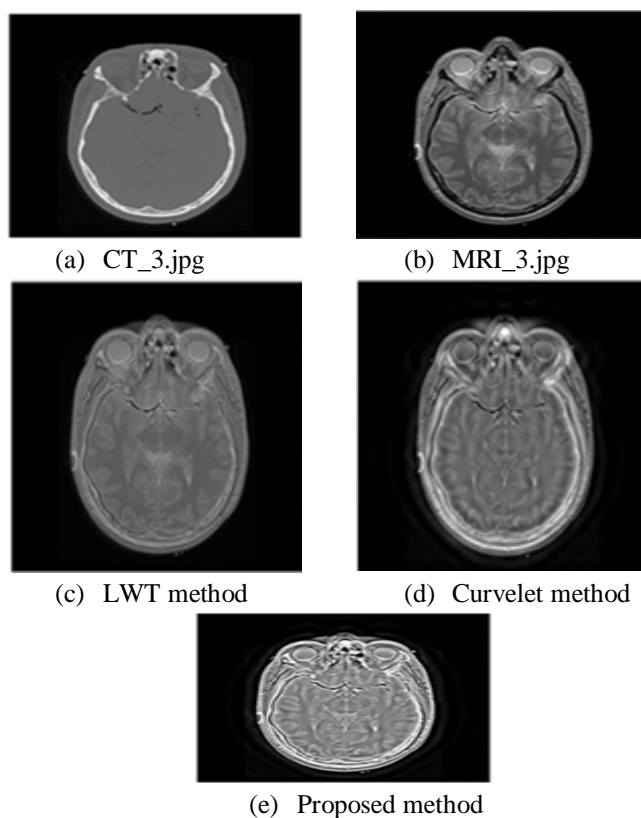 (a) CT_3.jpg
(b) MRI_3.jpg
(c) LWT method
(d) Curvelet method
(e) Proposed method